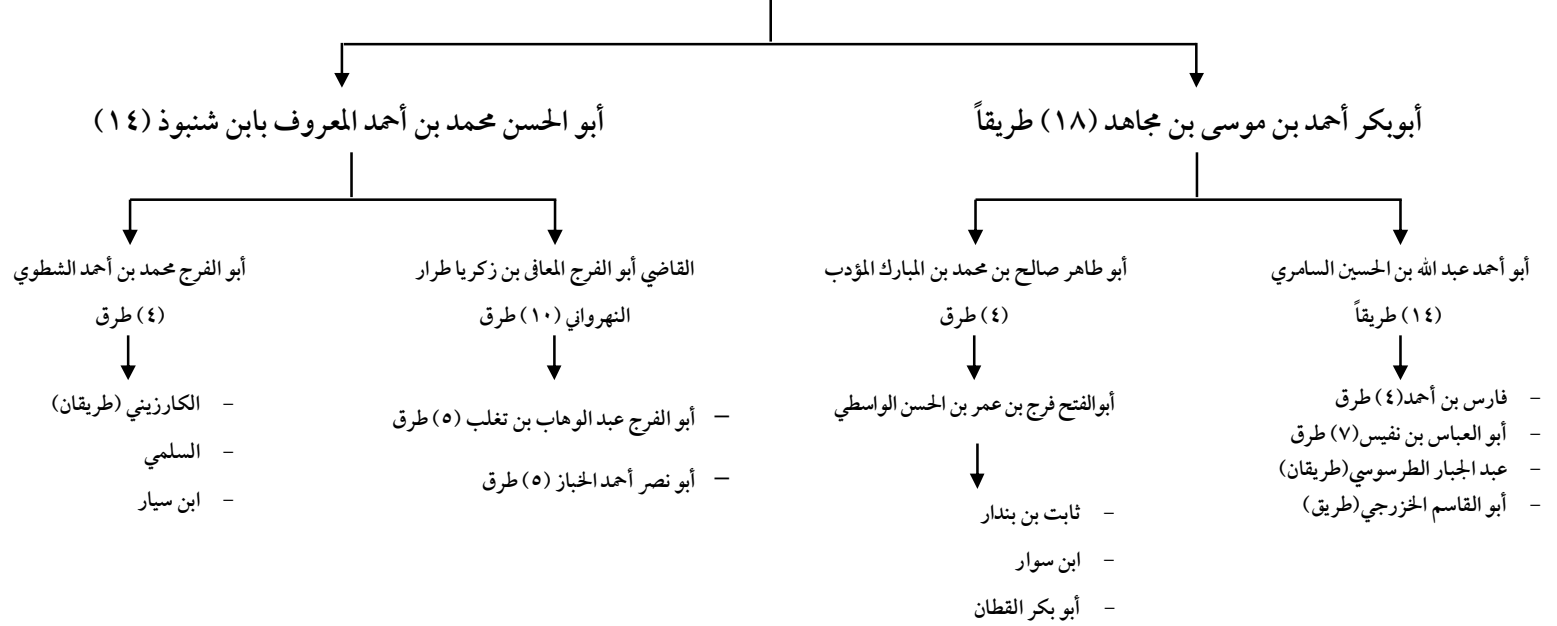 أبوبكر أحمد بن موسى بن مجاهد (١٨) طريقاً
أبو الحسن محمد بن أحمد المعروف بابن شنبوذ (١٤)
أبو أحمد عبد الله بن الحسين السامري
(١٤) طريقاً
- فارس بن أحمد(٤) طرق
- أبو العباس بن نفيس(٧) طرق
- عبد الجبار الطرسوسي(طريقان)
- أبو القاسم الخزرجي(طريق)
أبو طاهر صالح بن محمد بن المبارك المؤدب
(٤) طرق
أبوالفتح فرج بن عمر بن الحسن الواسطي
- ثابت بن بندار
- ابن سوار
- أبو بكر القطان
القاضي أبو الفرج المعافى بن زكريا طرار
النهرواني (١٠) طرق
- أبو الفرج عبد الوهاب بن تغلب (٥) طرق
- أبو نصر أحمد الخباز (٥) طرق
أبو الفرج محمد بن أحمد الشطوي
(٤) طرق
- الكارزيني (طريقان)
- السلمي
- ابن سيار